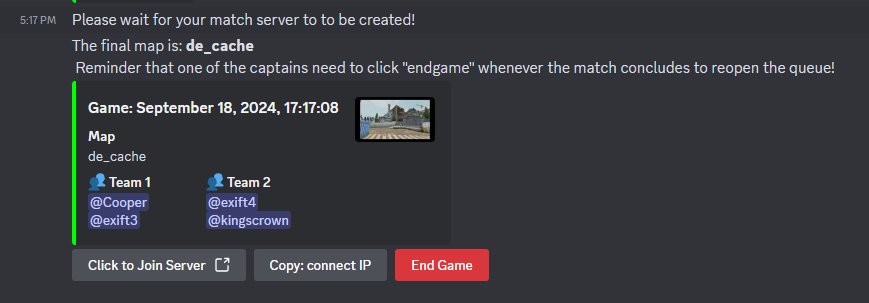 5:17 PM Please wait for your match server to to be created!
The final map is: de_cache
Reminder that one of the captains need to click "endgame" whenever the match concludes to reopen the queue!
Game: September 18, 2024, 17:17:08
Map
de_cache
Team 1 Team 2
@Cooper @exift4
@exift3 @kingscrown
Click to Join Server Copy: connect IP End Game